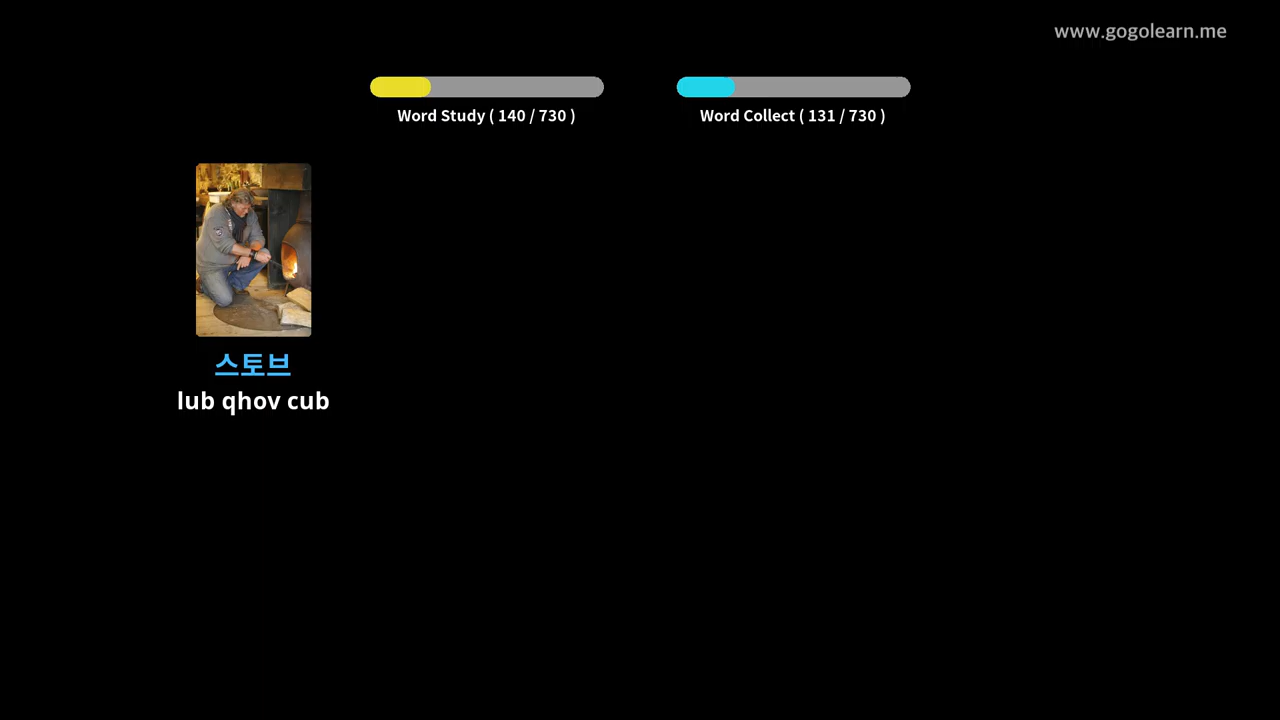 www.gogolearn.me
Word Study ( 140 / 730 )
Word Collect ( 131 / 730 )
스토브
lub qhov cub